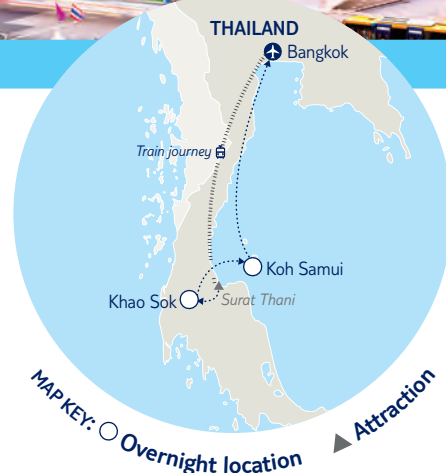 THAILAND
Bangkok
Train journey
Koh Samui
Khao Sok
Surat Thani
MAP KEY: Overnight location
Attraction